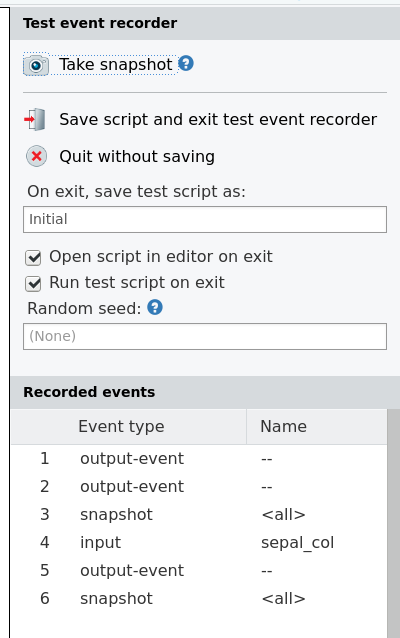 Test event recorder
Take snapshot ?
Save script and exit test event recorder
Quit without saving
On exit, save test script as:
Initial
Open script in editor on exit
Run test script on exit
Random seed: ?
(None)
Recorded events
Event type Name
1 output-event --
2 output-event --
3 snapshot <all>
4 input sepal_col
5 output-event --
6 snapshot <all>